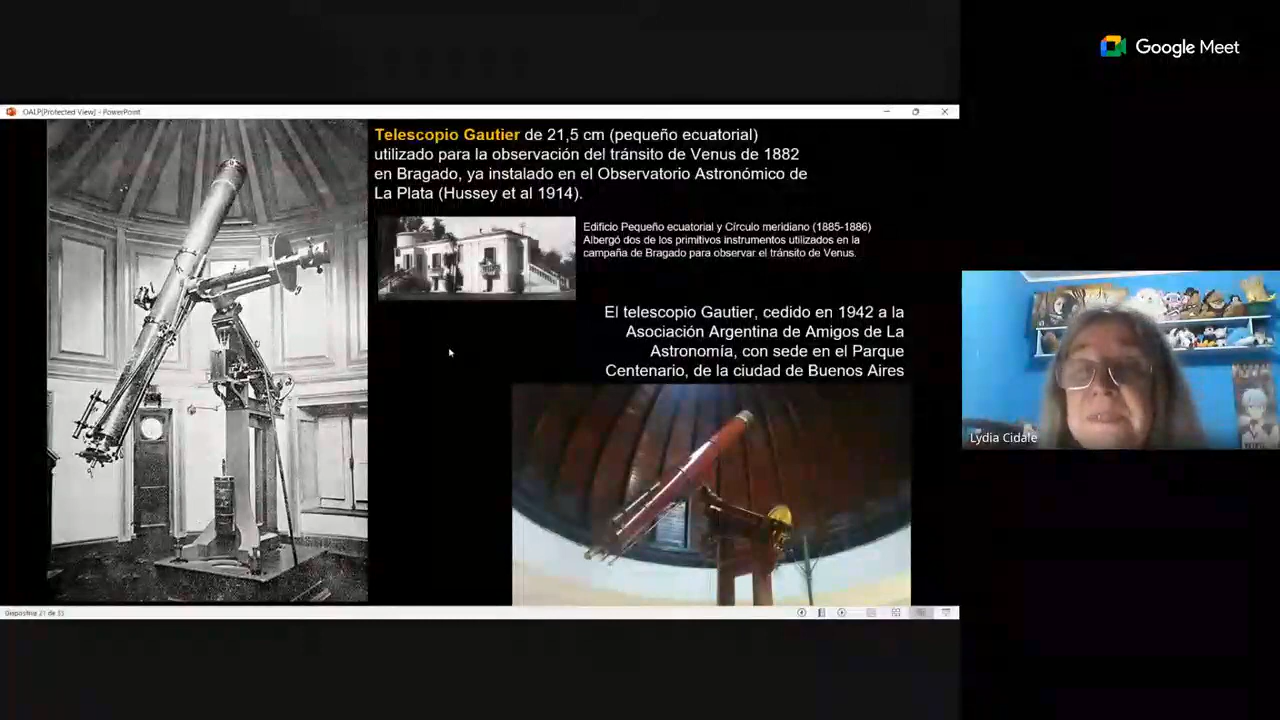 Google Meet
OALP[Protected View] - PowerPoint
Telescopio Gautier de 21,5 cm (pequeño ecuatorial)
utilizado para la observación del tránsito de Venus de 1882
en Bragado, ya instalado en el Observatorio Astronómico de
La Plata (Hussey et al 1914).
Edificio Pequeño ecuatorial y Círculo meridiano (1885-1886)
Albergó dos de los primitivos instrumentos utilizados en la
campaña de Bragado para observar el tránsito de Venus.
El telescopio Gautier, cedido en 1942 a la
Asociación Argentina de Amigos de La
Astronomía, con sede en el Parque
Centenario, de la ciudad de Buenos Aires
Lydia Cidale
Diapositiva 21 de 33